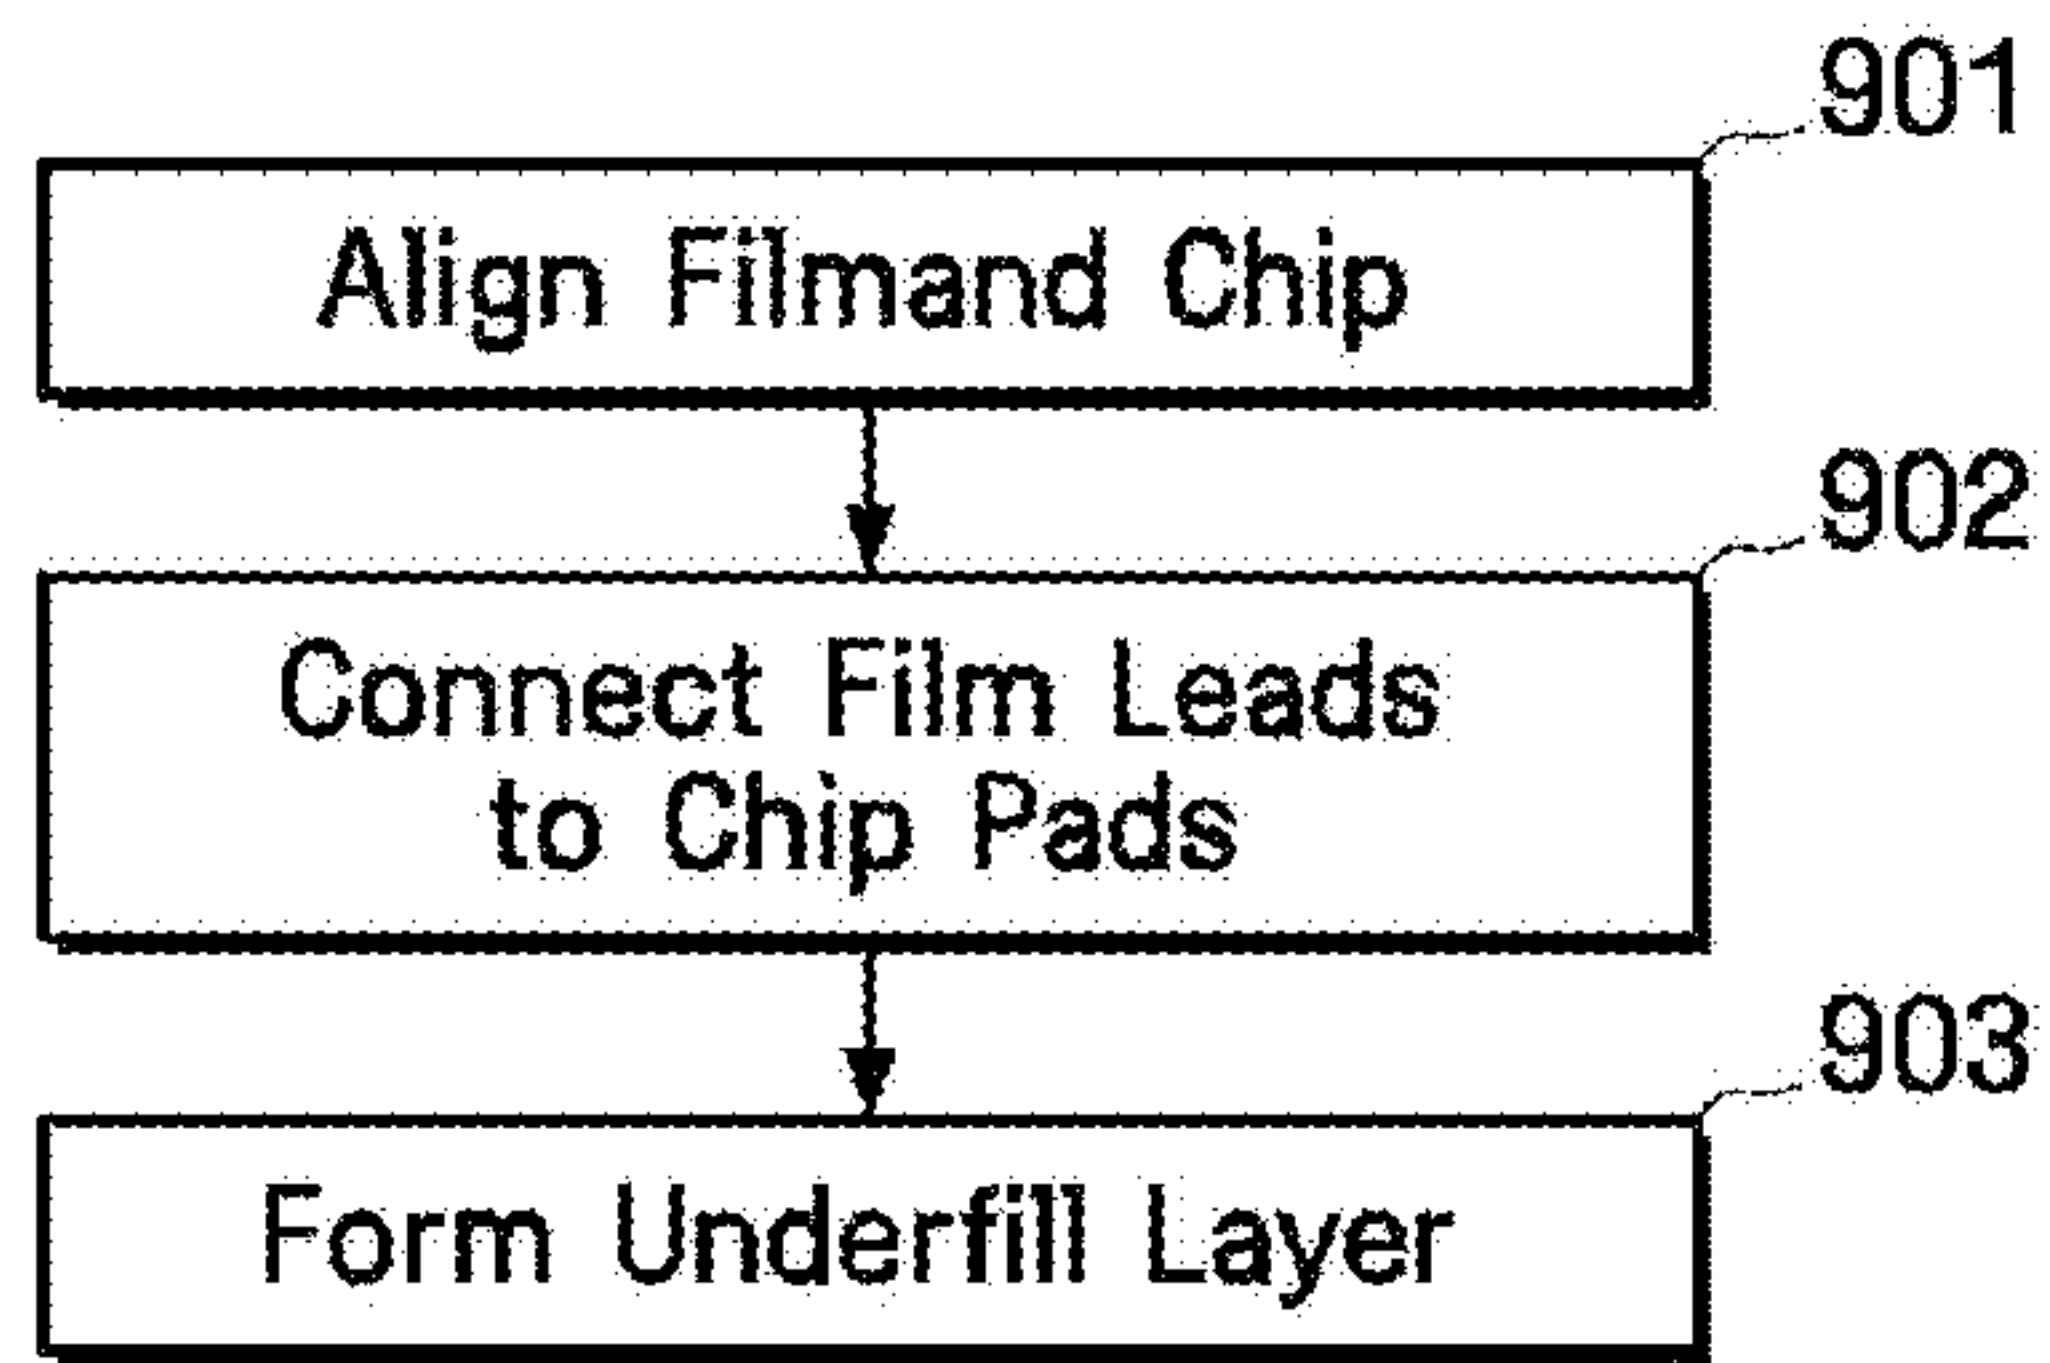 901
Align Filmand Chip
902
Connect Film Leads
to Chip Pads
903
Form Underfill Layer